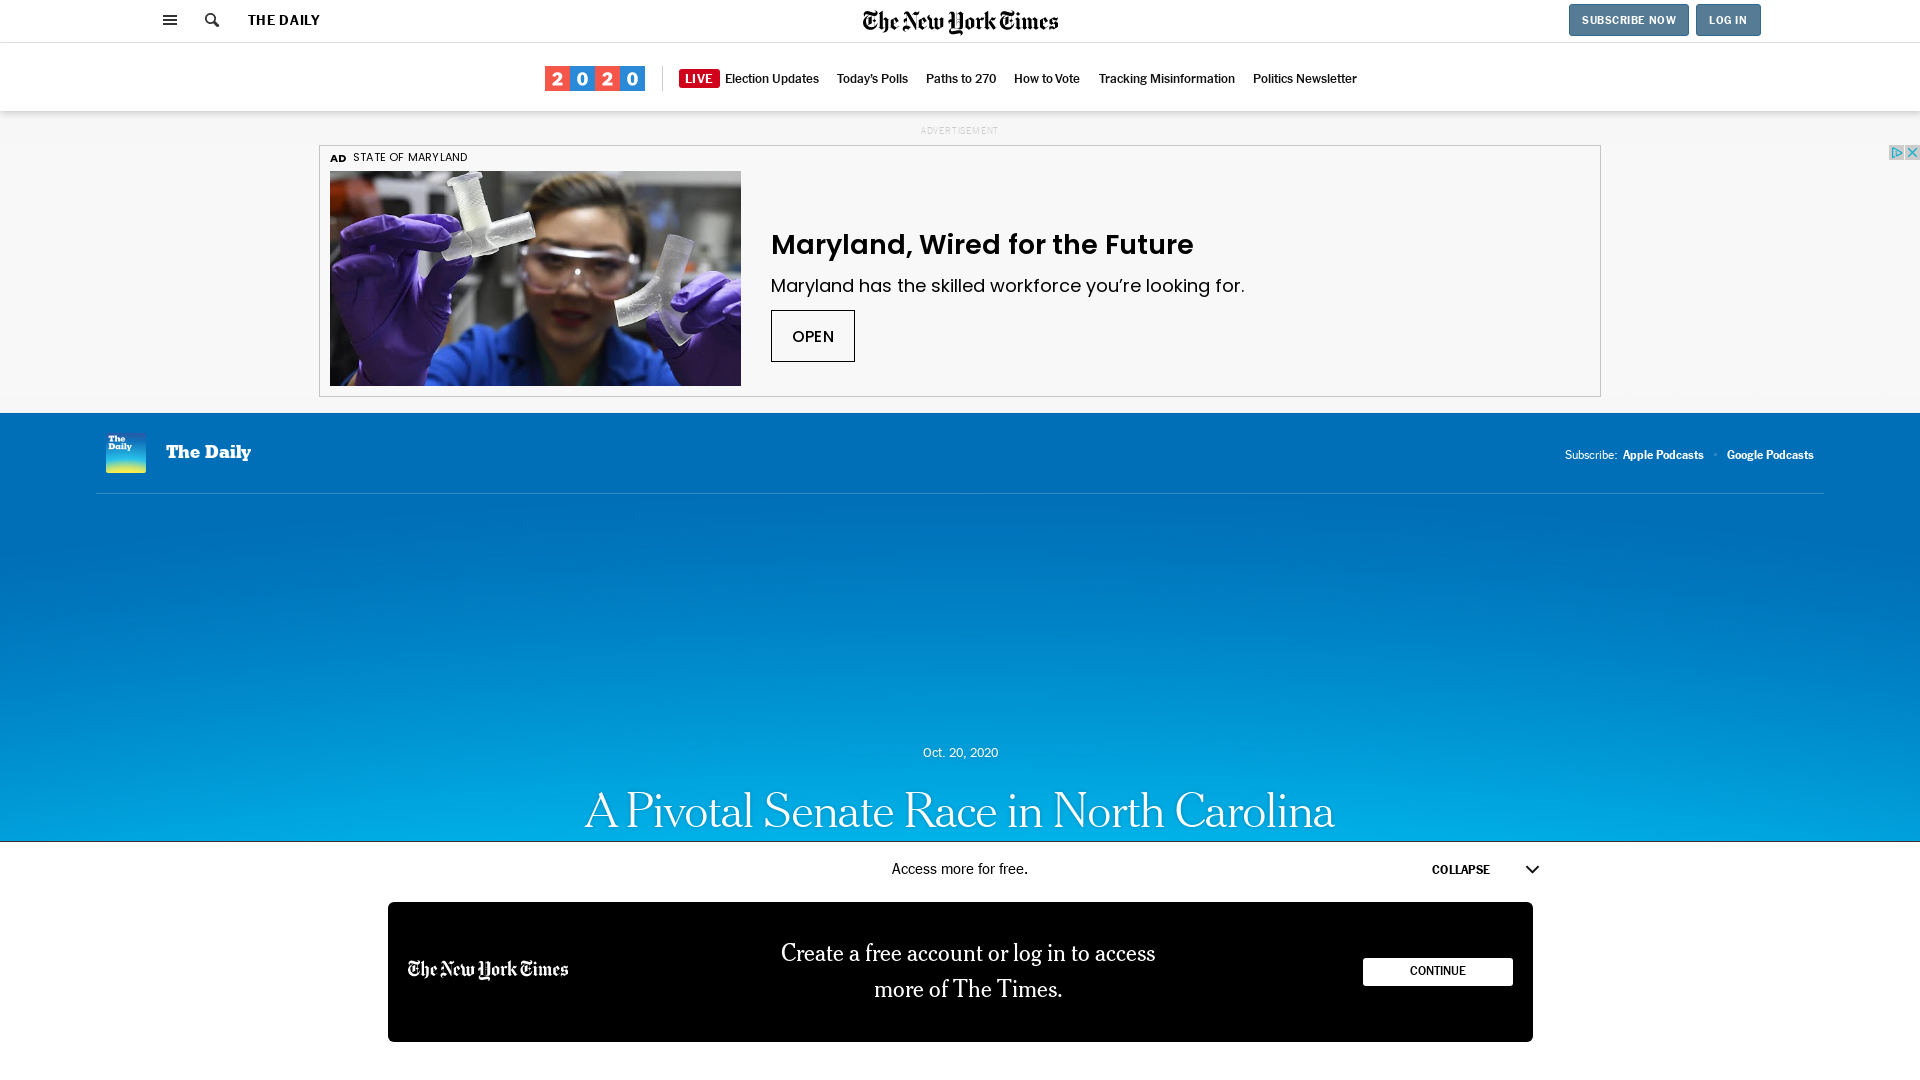 THE DAILY
The New York Times
SUBSCRIBE NOW
LOG IN
2020
LIVE Election Updates
Today's Polls
Paths to 270
How to Vote
Tracking Misinformation
Politics Newsletter
ADVERTISEMENT
AD STATE OF MARYLAND
Maryland, Wired for the Future
Maryland has the skilled workforce you’re looking for.
OPEN
The Daily
The Daily
Subscribe: Apple Podcasts • Google Podcasts
Oct. 20, 2020
A Pivotal Senate Race in North Carolina
Access more for free.
COLLAPSE
The New York Times
Create a free account or log in to access
more of The Times.
CONTINUE